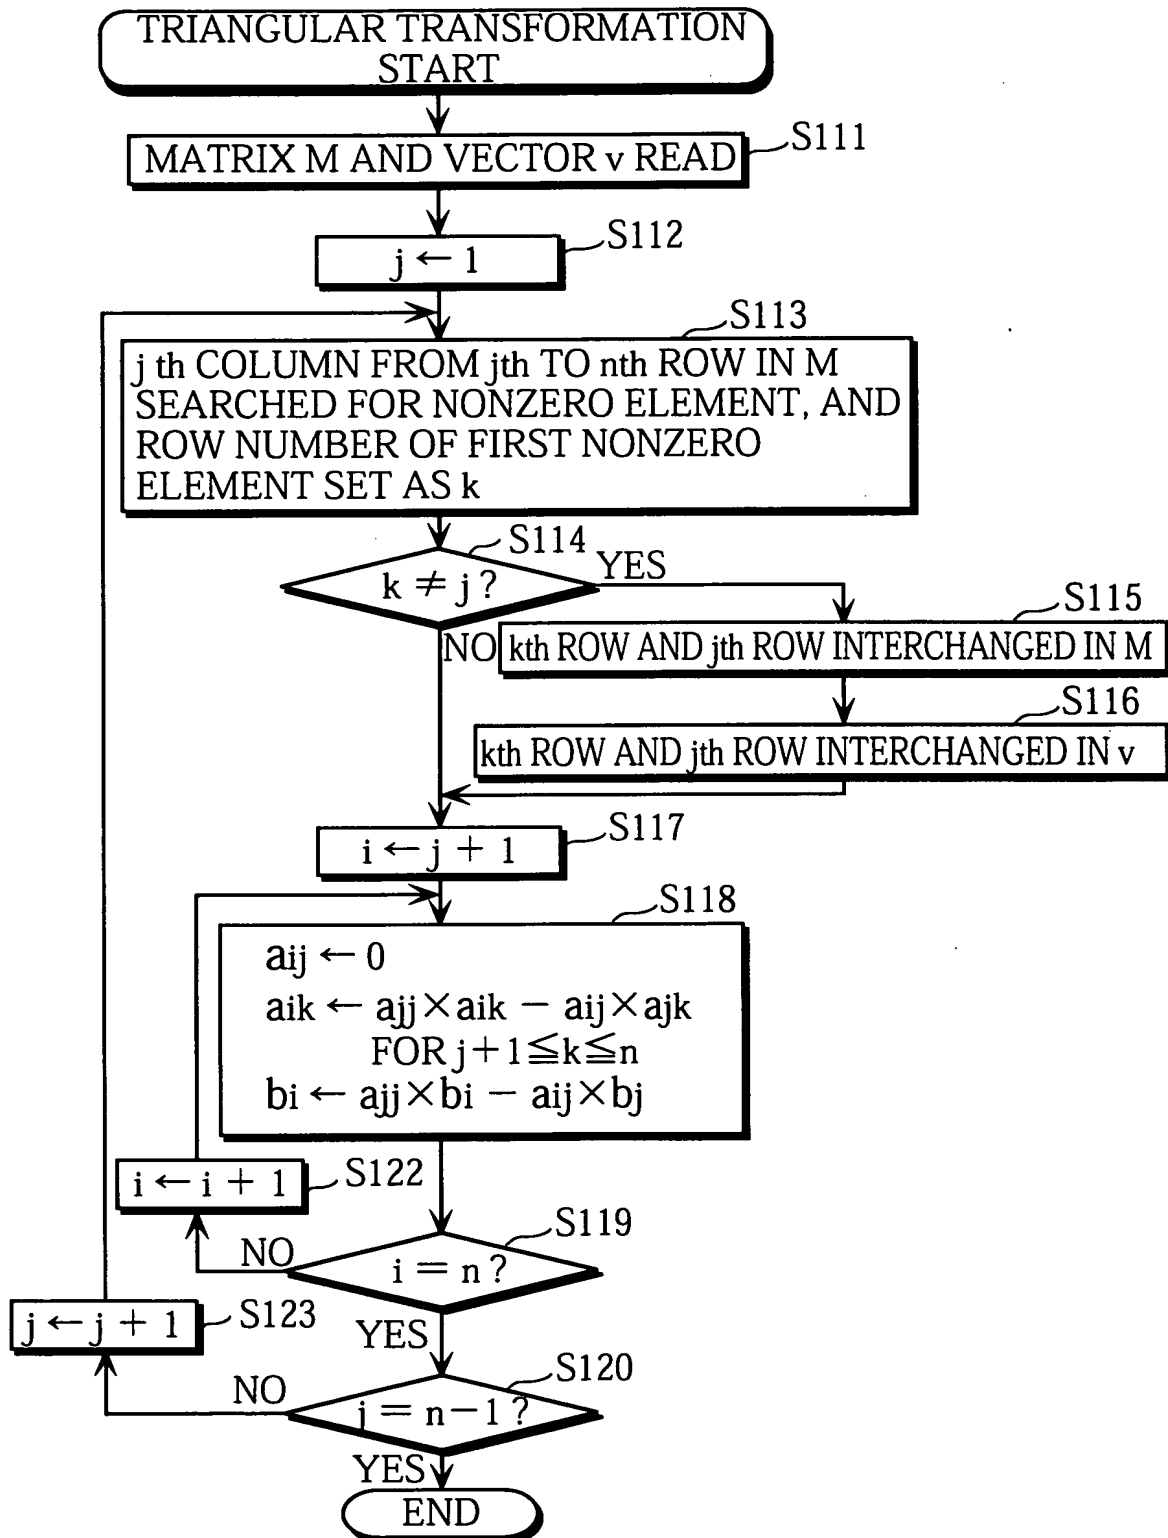 TRIANGULAR TRANSFORMATION
START
MATRIX M AND VECTOR v READ
S111
j ← 1
S112
S113
j th COLUMN FROM jth TO nth ROW IN M
SEARCHED FOR NONZERO ELEMENT, AND
ROW NUMBER OF FIRST NONZERO
ELEMENT SET AS k
S114
k ≠ j ?
YES
NO
S115
kth ROW AND jth ROW INTERCHANGED IN M
S116
kth ROW AND jth ROW INTERCHANGED IN v
S117
i ← j + 1
S118
aij ← 0
aik ← ajj×aik − aij×ajk
FOR j+1≦k≦n
bi ← ajj×bi − aij×bj
i ← i + 1
S122
S119
NO
i = n ?
YES
j ← j + 1
S123
S120
NO
j = n−1 ?
YES
END